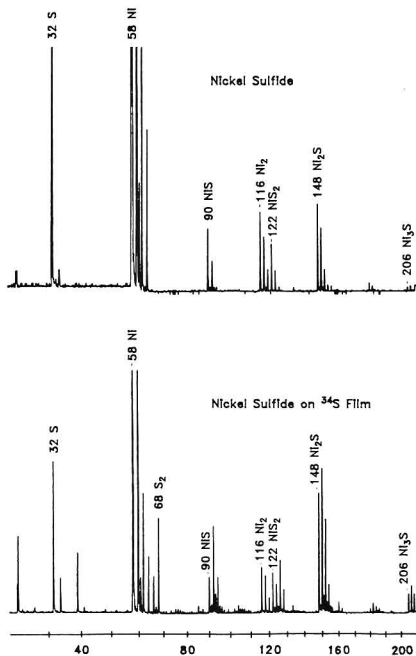 32 S
58 Ni
Nickel Sulfide
90 NiS
116 Ni₂
122 NiS₂
148 Ni₂S
206 Ni₃S
32 S
58 Ni
68 S₂
Nickel Sulfide on ³⁴S Film
90 NiS
116 Ni₂
122 NiS₂
148 Ni₂S
206 Ni₃S
40 80 120 160 200